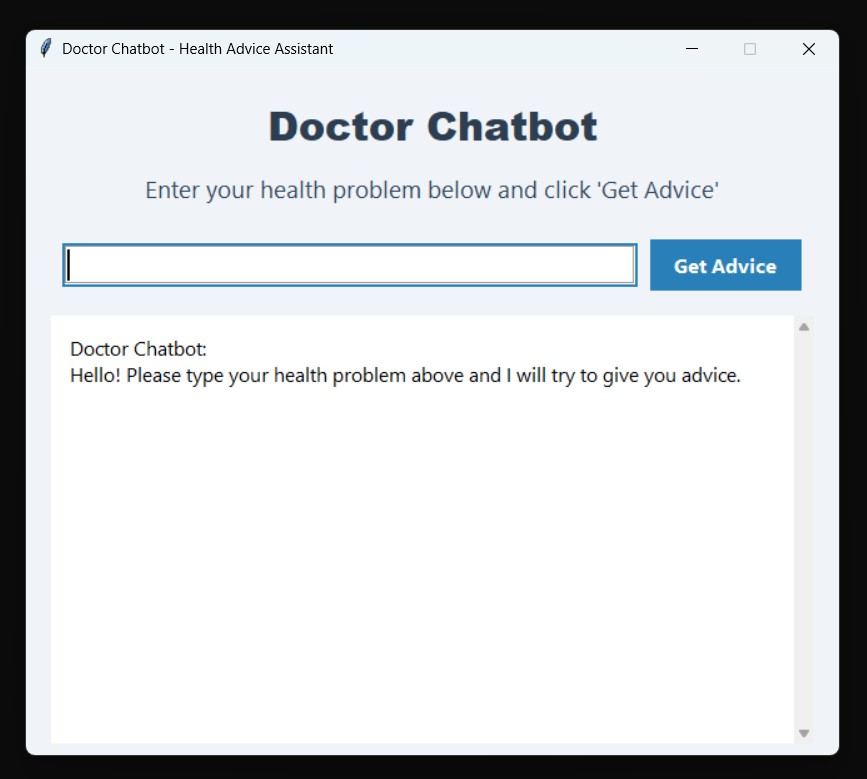 Doctor Chatbot - Health Advice Assistant
Doctor Chatbot
Enter your health problem below and click 'Get Advice'
Get Advice
Doctor Chatbot:
Hello! Please type your health problem above and I will try to give you advice.